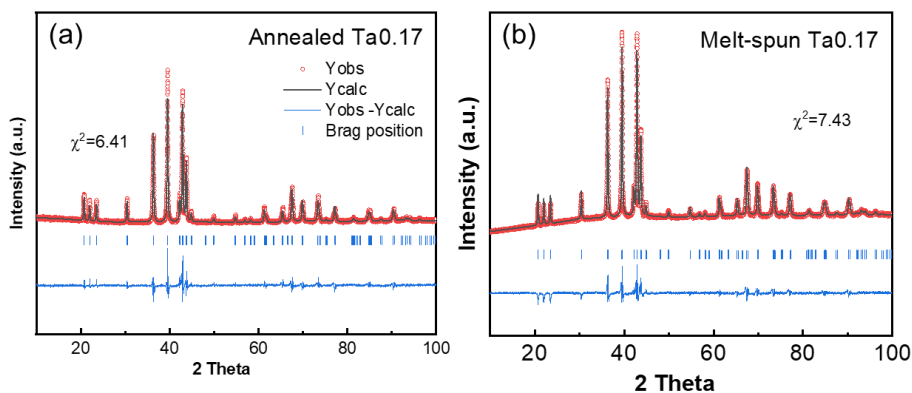 (a)
Annealed Ta0.17
Yobs
Ycalc
Yobs -Ycalc
Brag position
χ²=6.41
Intensity (a.u.)
20 40 60 80 100
2 Theta
(b)
Melt-spun Ta0.17
χ²=7.43
Intensity (a.u.)
20 40 60 80 100
2 Theta